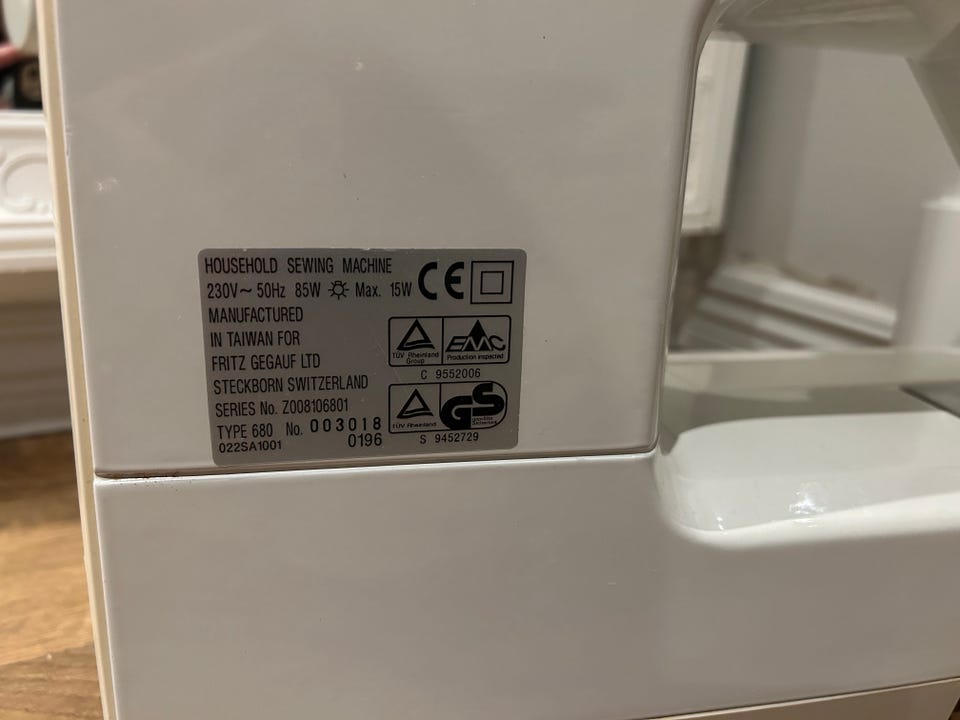 HOUSEHOLD SEWING MACHINE
230V~ 50Hz 85W Max. 15W
CE
MANUFACTURED
IN TAIWAN FOR
FRITZ GEGAUF LTD
STECKBORN SWITZERLAND
SERIES No. Z008106801
TYPE 680 No. 003018
022SA1001 0196
TÜV Rheinland
Group
EMC
Production inspected
C 9552006
TÜV Rheinland
GS
geprüfte
Sicherheit
S 9452729